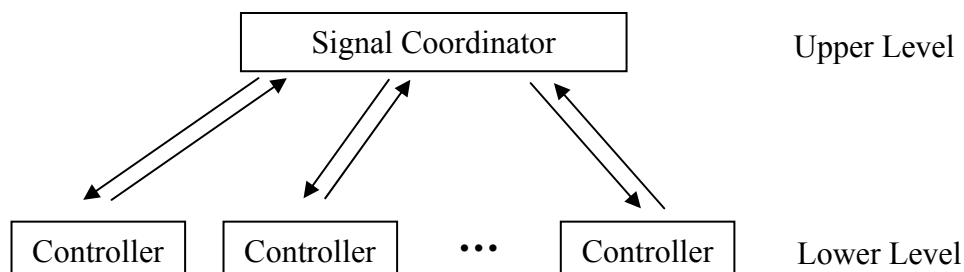 Signal Coordinator Upper Level
Controller Controller ... Controller Lower Level